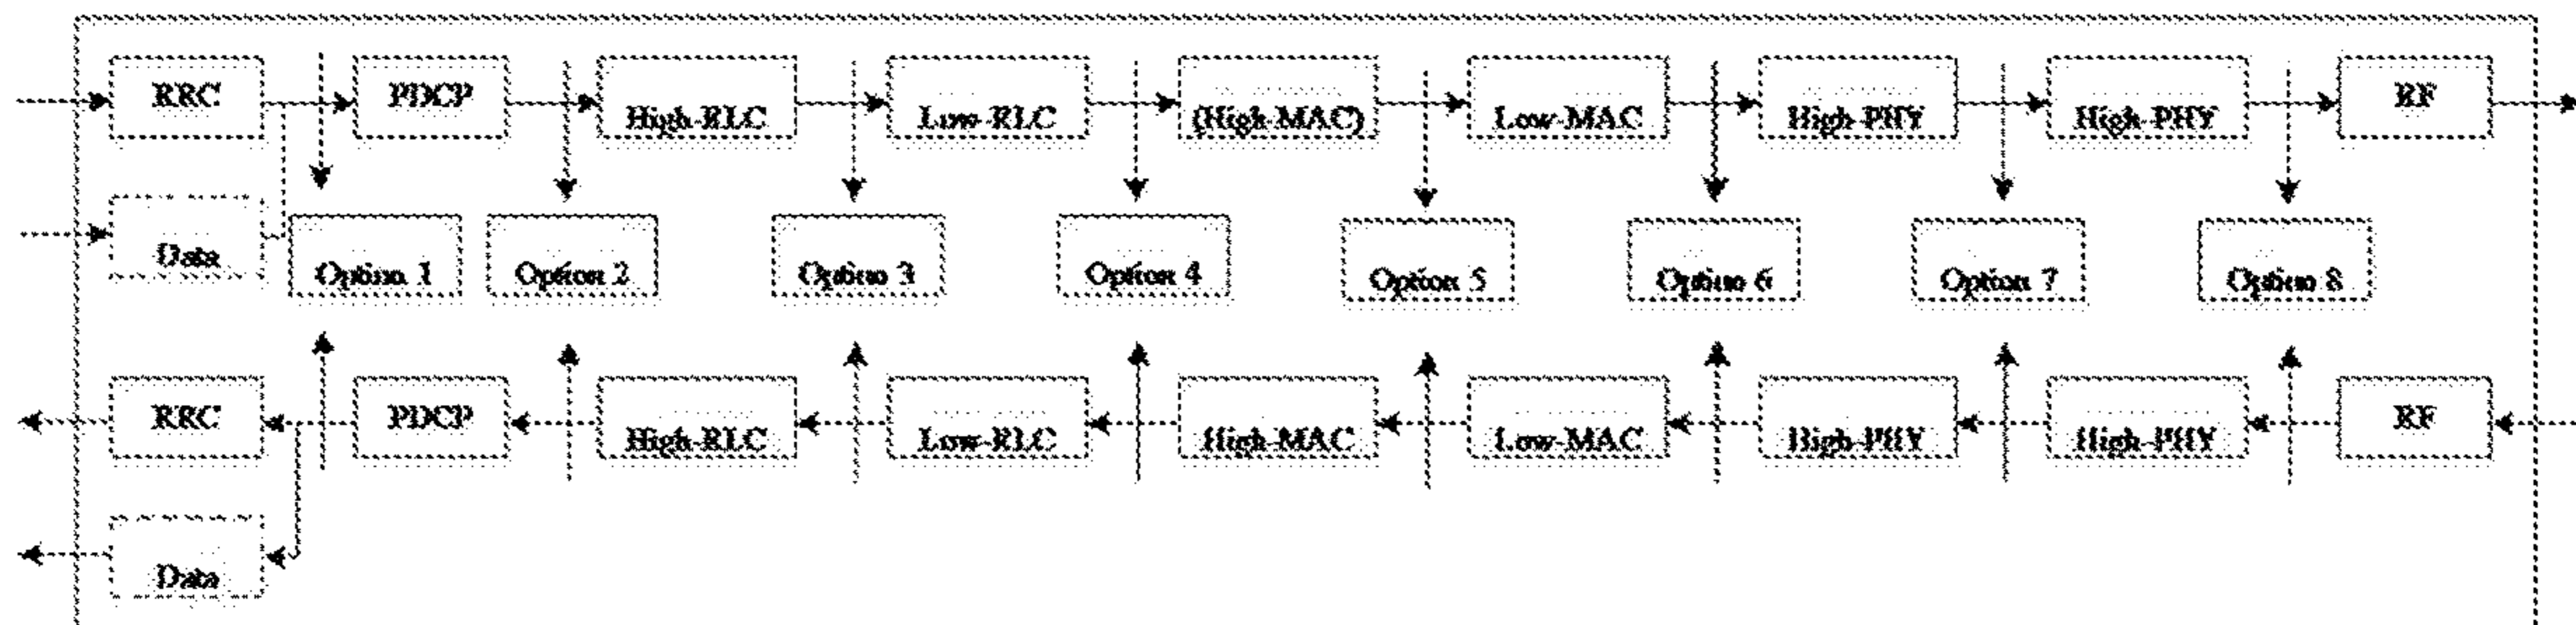 RRC PDCP High-RLC Low-RLC (High-MAC) Low-MAC High-PHY High-PHY RF
Data
Option 1 Option 2 Option 3 Option 4 Option 5 Option 6 Option 7 Option 8
RRC PDCP High-RLC Low-RLC High-MAC Low-MAC High-PHY High-PHY RF
Data